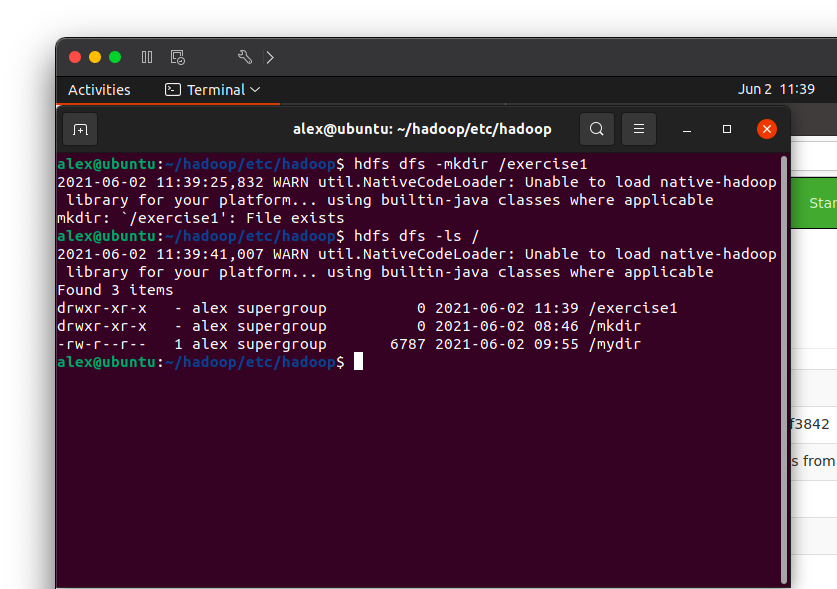 Activities
Terminal
Jun 2 11:39
alex@ubuntu: ~/hadoop/etc/hadoop
alex@ubuntu:~/hadoop/etc/hadoop$ hdfs dfs -mkdir /exercise1
2021-06-02 11:39:25,832 WARN util.NativeCodeLoader: Unable to load native-hadoop
library for your platform... using builtin-java classes where applicable
mkdir: `/exercise1': File exists
alex@ubuntu:~/hadoop/etc/hadoop$ hdfs dfs -ls /
2021-06-02 11:39:41,007 WARN util.NativeCodeLoader: Unable to load native-hadoop
library for your platform... using builtin-java classes where applicable
Found 3 items
drwxr-xr-x   - alex supergroup          0 2021-06-02 11:39 /exercise1
drwxr-xr-x   - alex supergroup          0 2021-06-02 08:46 /mkdir
-rw-r--r--   1 alex supergroup       6787 2021-06-02 09:55 /mydir
alex@ubuntu:~/hadoop/etc/hadoop$
Star
f3842
s from